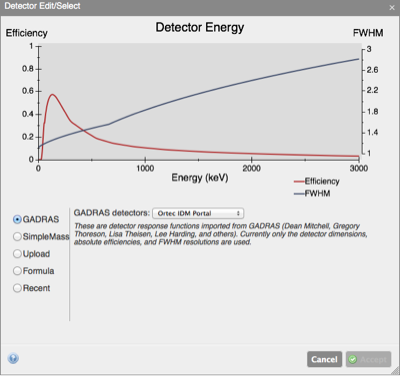 Detector Edit/Select
Efficiency
Detector Energy
FWHM
1
0.8
0.6
0.4
0.2
0
3
2.6
2.2
1.8
1.4
1
0
1000
2000
3000
Energy (keV)
Efficiency
FWHM
GADRAS
SimpleMass
Upload
Formula
Recent
GADRAS detectors: Ortec IDM Portal
These are detector response functions imported from GADRAS (Dean Mitchell, Gregory
Thoreson, Lisa Theisen, Lee Harding, and others). Currently only the detector dimensions,
absolute efficiencies, and FWHM resolutions are used.
Cancel
Accept